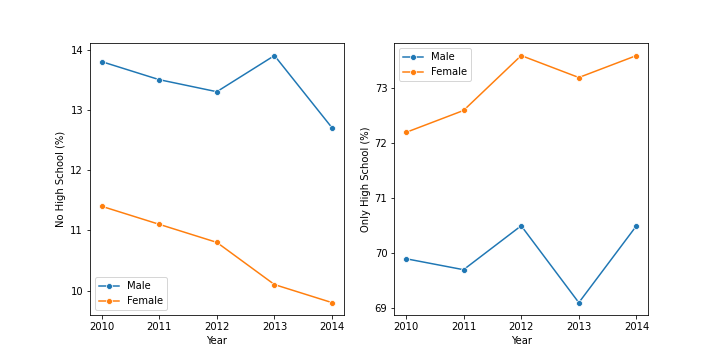 No High School (%)
14
13
12
11
10
Male
Female
2010
2011
2012
2013
2014
Year
Only High School (%)
73
72
71
70
69
Male
Female
2010
2011
2012
2013
2014
Year